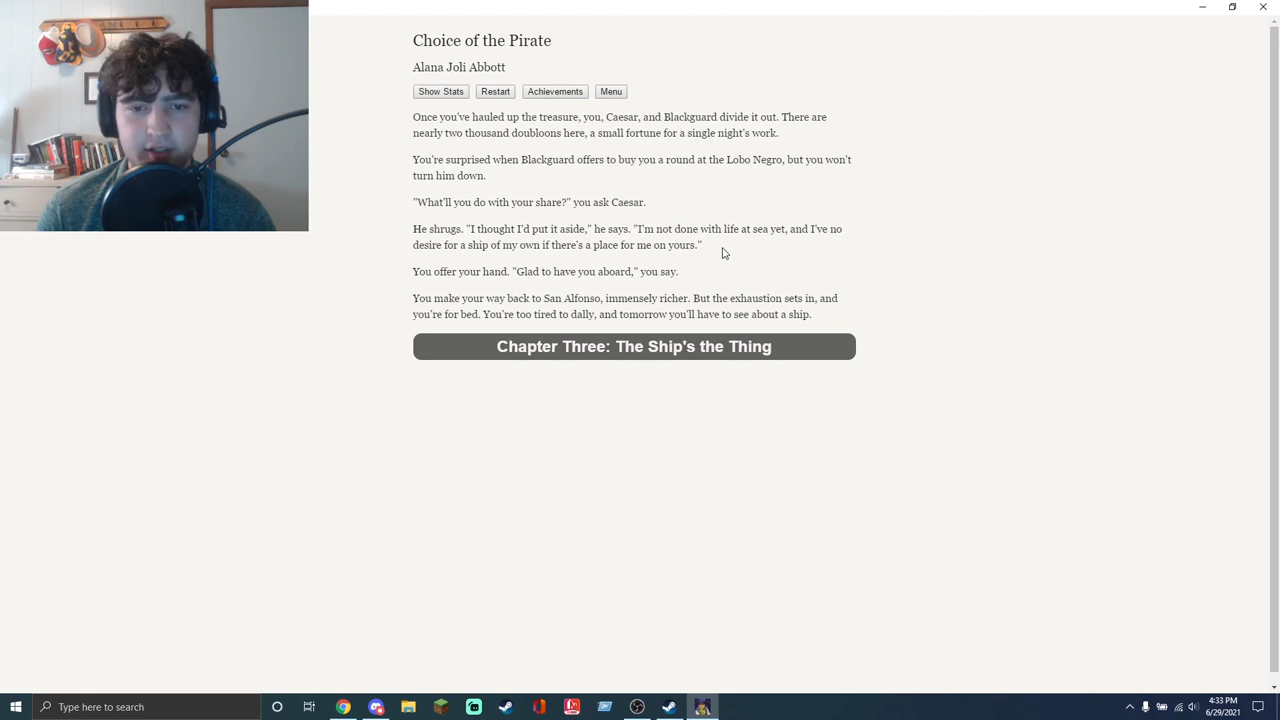 Choice of the Pirate
Alana Joli Abbott
Show Stats Restart Achievements Menu
Once you've hauled up the treasure, you, Caesar, and Blackguard divide it out. There are
nearly two thousand doubloons here, a small fortune for a single night's work.
You're surprised when Blackguard offers to buy you a round at the Lobo Negro, but you won't
turn him down.
"What'll you do with your share?" you ask Caesar.
He shrugs. "I thought I'd put it aside," he says. "I'm not done with life at sea yet, and I've no
desire for a ship of my own if there's a place for me on yours."
You offer your hand. "Glad to have you aboard," you say.
You make your way back to San Alfonso, immensely richer. But the exhaustion sets in, and
you're for bed. You're too tired to dally, and tomorrow you'll have to see about a ship.
Chapter Three: The Ship's the Thing
Type here to search
4:33 PM
6/29/2021